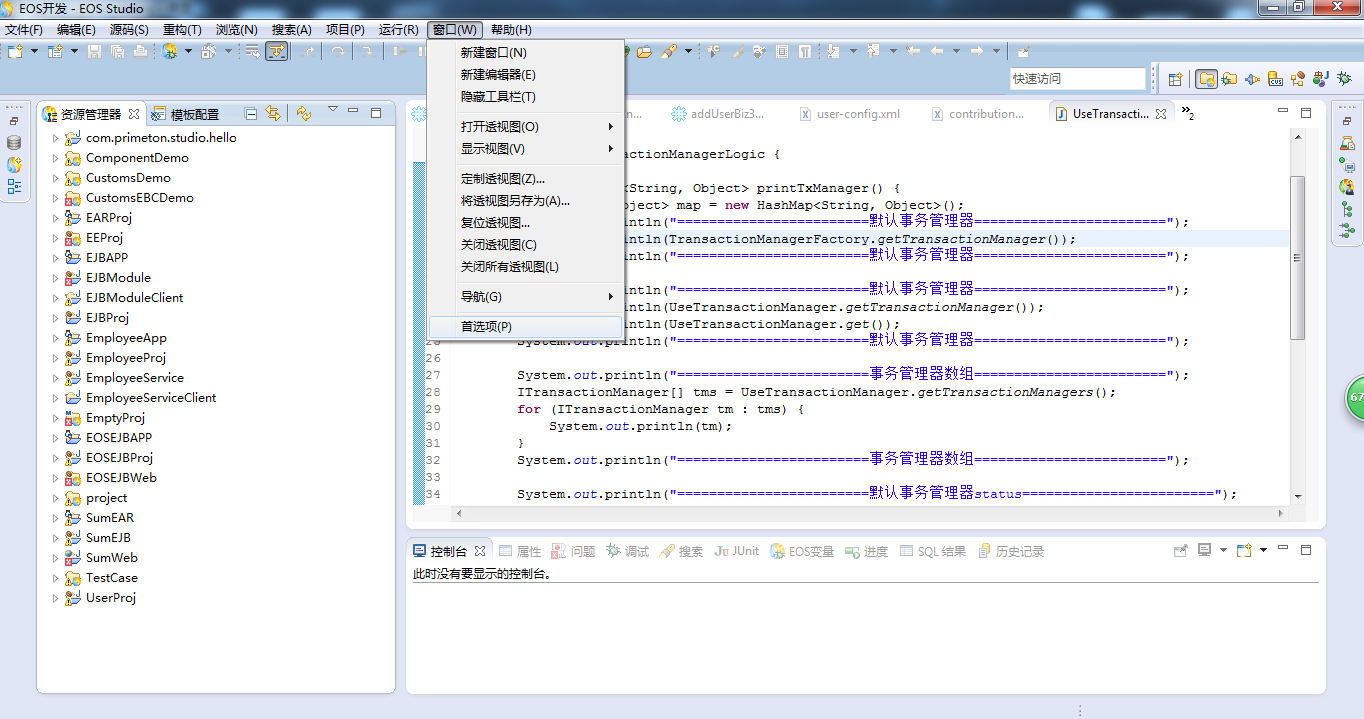 EOS开发 - EOS Studio
文件(F) 编辑(E) 源码(S) 重构(T) 浏览(N) 搜索(A) 项目(P) 运行(R) 窗口(W) 帮助(H)
快速访问
新建窗口(N)
新建编辑器(E)
隐藏工具栏(T)
打开透视图(O)
显示视图(V)
定制透视图(Z)...
将透视图另存为(A)...
复位透视图...
关闭透视图(C)
关闭所有透视图(L)
导航(G)
首选项(P)
资源管理器 模板配置
com.primeton.studio.hello
ComponentDemo
CustomsDemo
CustomsEBCDemo
EARProj
EEProj
EJBAPP
EJBModule
EJBModuleClient
EJBProj
EmployeeApp
EmployeeProj
EmployeeService
EmployeeServiceClient
EmptyProj
EOSEJBAPP
EOSEJBProj
EOSEJBWeb
project
SumEAR
SumEJB
SumWeb
TestCase
UserProj
n... addUserBiz3... user-config.xml contribution... UseTransacti... »2
actionManagerLogic {
<String, Object> printTxManager() {
bject> map = new HashMap<String, Object>();
intln("========================默认事务管理器========================");
intln(TransactionManagerFactory.getTransactionManager());
intln("========================默认事务管理器========================");
intln("========================默认事务管理器========================");
intln(UseTransactionManager.getTransactionManager());
intln(UseTransactionManager.get());
25 System.out.println("========================默认事务管理器========================");
26
27 System.out.println("========================事务管理器数组========================");
28 ITransactionManager[] tms = UseTransactionManager.getTransactionManagers();
29 for (ITransactionManager tm : tms) {
30 System.out.println(tm);
31 }
32 System.out.println("========================事务管理器数组========================");
33
34 System.out.println("========================默认事务管理器status========================");
67
控制台 属性 问题 调试 搜索 JUnit EOS变量 进度 SQL 结果 历史记录
此时没有要显示的控制台。